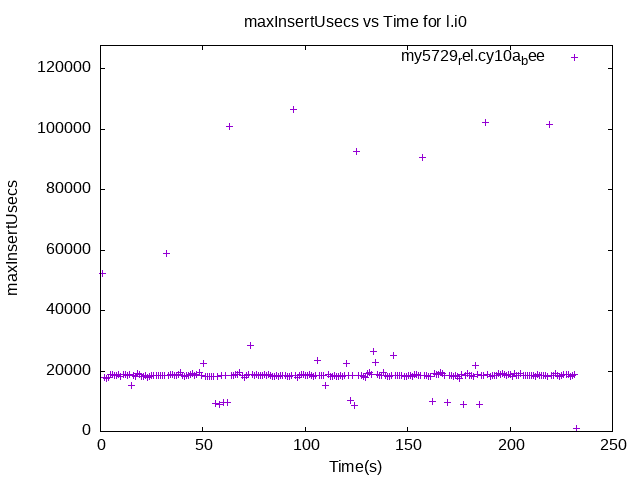 maxInsertUsecs vs Time for l.i0
my5729rel.cy10abee
120000
100000
80000
60000
40000
20000
0
maxInsertUsecs
0 50 100 150 200 250
Time(s)